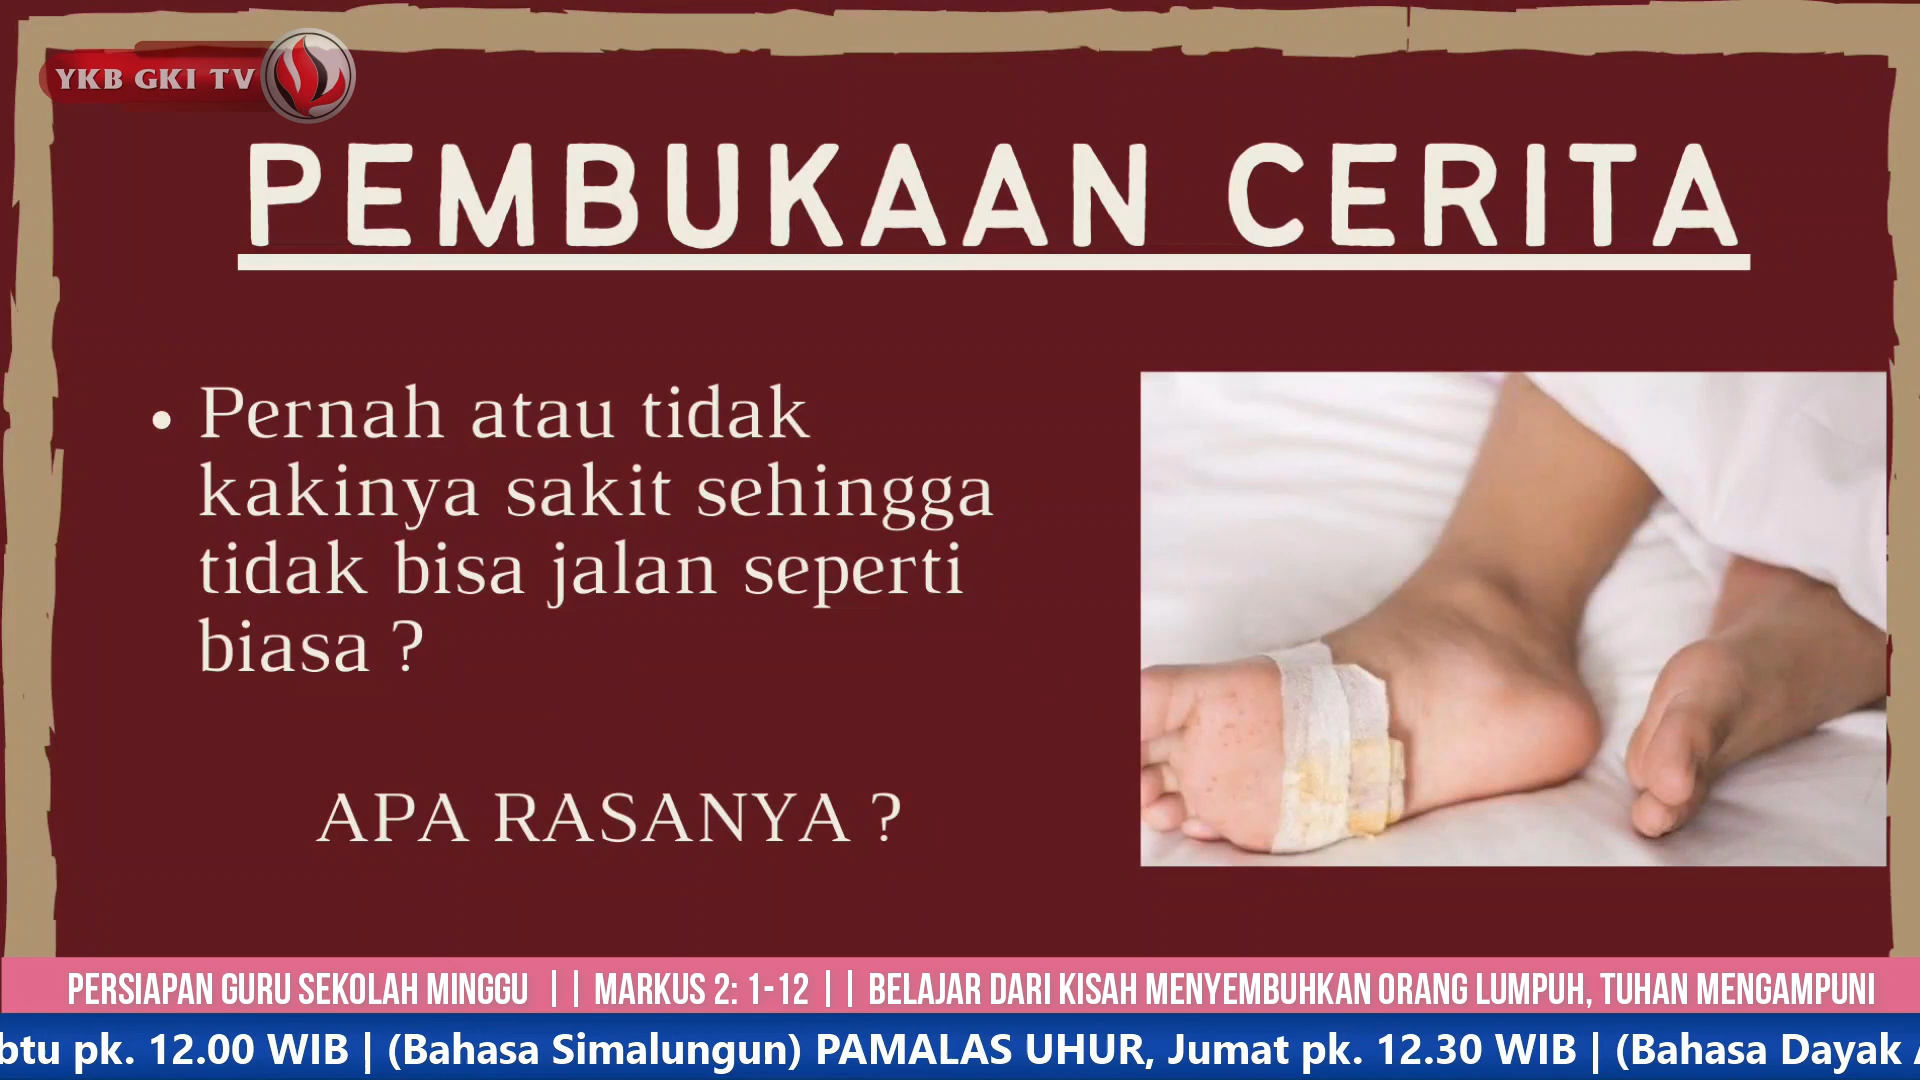 YKB GKI TV
PEMBUKAAN CERITA
• Pernah atau tidak
kakinya sakit sehingga
tidak bisa jalan seperti
biasa ?
APA RASANYA ?
PERSIAPAN GURU SEKOLAH MINGGU || MARKUS 2: 1-12 || BELAJAR DARI KISAH MENYEMBUHKAN ORANG LUMPUH, TUHAN MENGAMPUNI
pk. 12.00 WIB | (Bahasa Simalungun) PAMALAS UHUR, Jumat pk. 12.30 WIB | (Bahasa Dayak